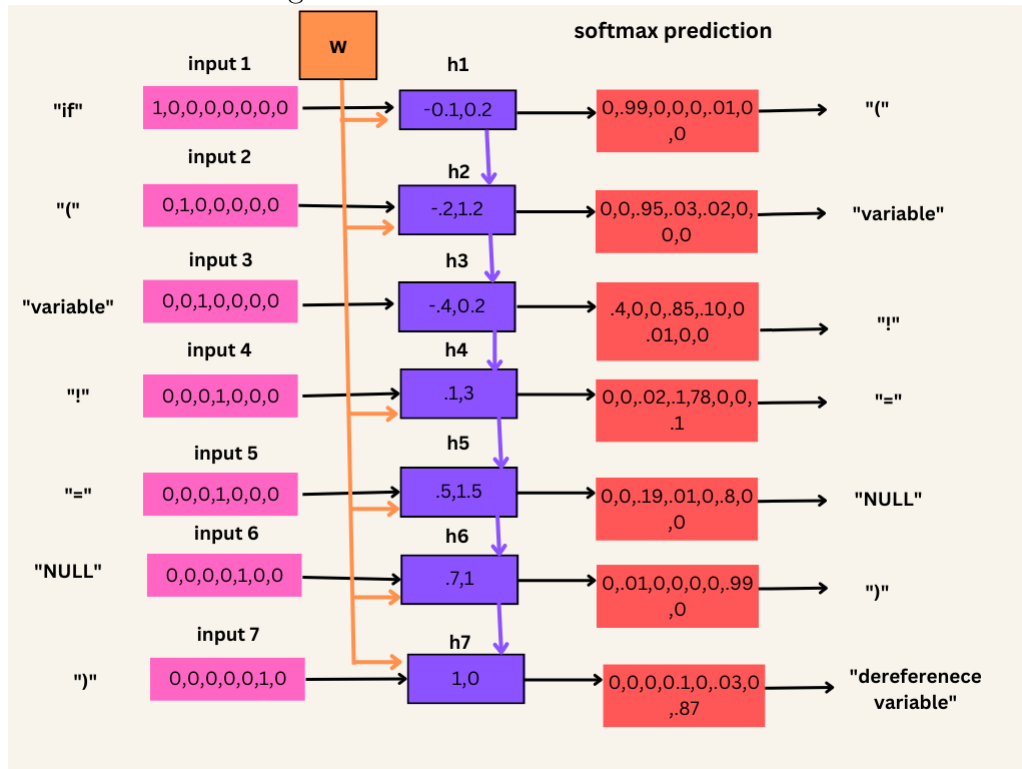 W
softmax prediction
input 1
h1
"if"
1,0,0,0,0,0,0,0
-0.1,0.2
0,.99,0,0,0,.01,0
,0
"("
input 2
h2
"("
0,1,0,0,0,0,0
-.2,1.2
0,0,.95,.03,.02,0,
0,0
"variable"
input 3
h3
"variable"
0,0,1,0,0,0,0
-.4,0.2
.4,0,0,.85,.10,0
.01,0,0
"!"
input 4
h4
"!"
0,0,0,1,0,0,0
.1,3
0,0,.02,.1,78,0,0,
.1
"="
input 5
h5
"="
0,0,0,1,0,0,0
.5,1.5
0,0,.19,.01,0,.8,0
,0
"NULL"
input 6
h6
"NULL"
0,0,0,0,1,0,0
.7,1
0,.01,0,0,0,0,.99
,0
")"
input 7
h7
")"
0,0,0,0,0,1,0
1,0
0,0,0,0.1,0,.03,0
,.87
"dereferenece
variable"